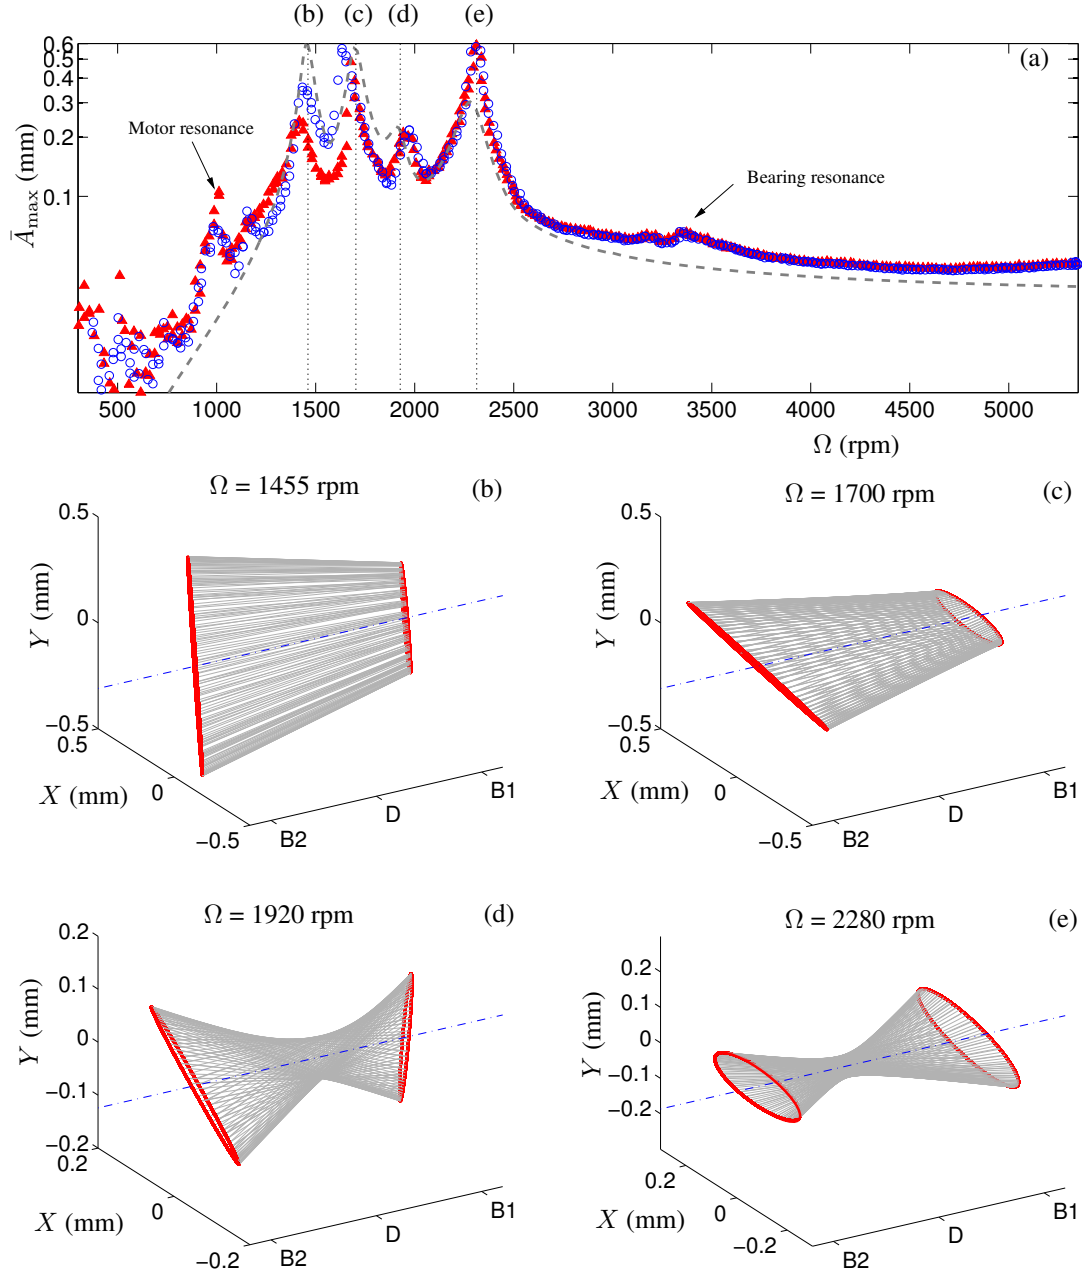 (b) (c) (d) (e)
(a)
0.6
0.5
0.4
0.3
0.2
0.1
Āmax (mm)
Motor resonance
Bearing resonance
500 1000 1500 2000 2500 3000 3500 4000 4500 5000
Ω (rpm)
Ω = 1455 rpm (b)
0.5
0
−0.5
Y (mm)
0.5
0
−0.5
X (mm)
B2 D B1
Ω = 1700 rpm (c)
0.5
0
−0.5
Y (mm)
0.5
0
−0.5
X (mm)
B2 D B1
Ω = 1920 rpm (d)
0.2
0.1
0
−0.1
−0.2
Y (mm)
0.2
0
−0.2
X (mm)
B2 D B1
Ω = 2280 rpm (e)
0.2
0.1
0
−0.1
−0.2
Y (mm)
0.2
0
−0.2
X (mm)
B2 D B1